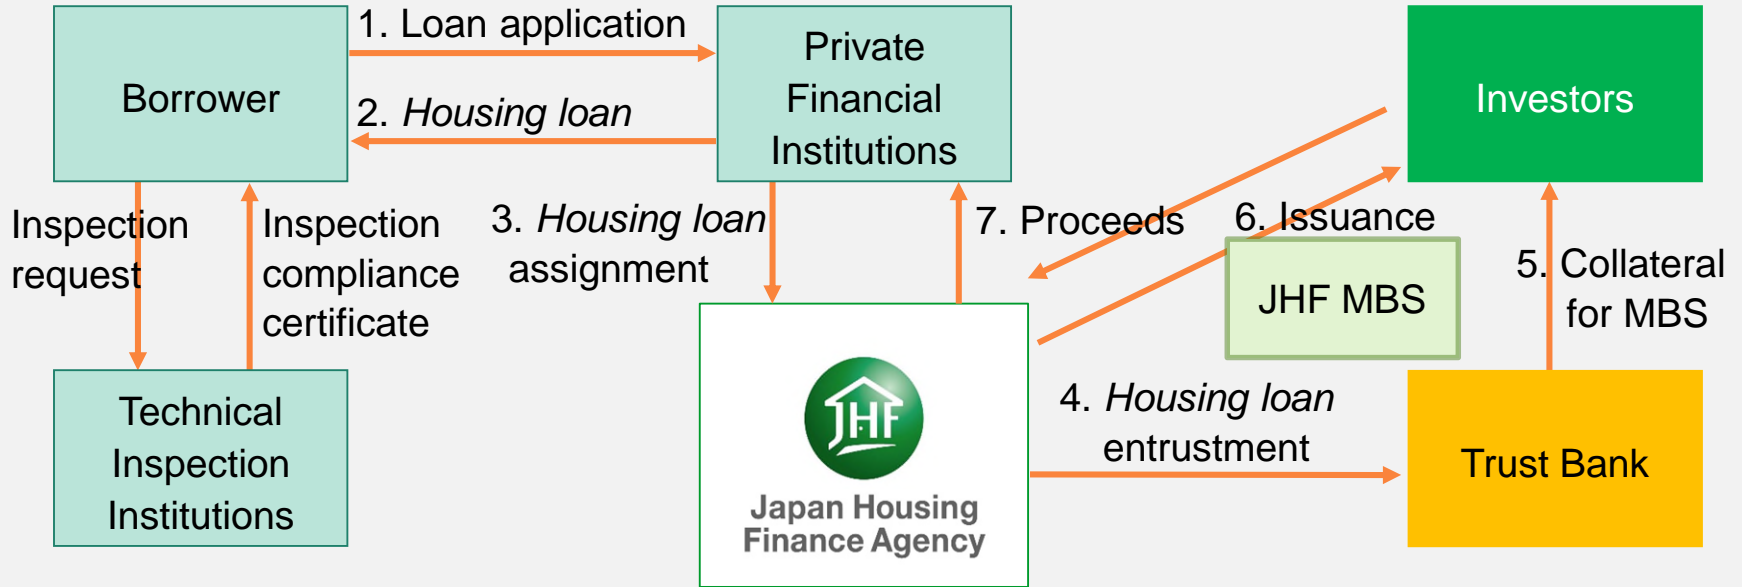 1. Loan application
Borrower
2. Housing loan
Private
Financial
Institutions
Investors
Inspection
request
Inspection
compliance
certificate
3. Housing loan
assignment
7. Proceeds
6. Issuance
JHF MBS
5. Collateral
for MBS
Technical
Inspection
Institutions
JHF
Japan Housing
Finance Agency
4. Housing loan
entrustment
Trust Bank